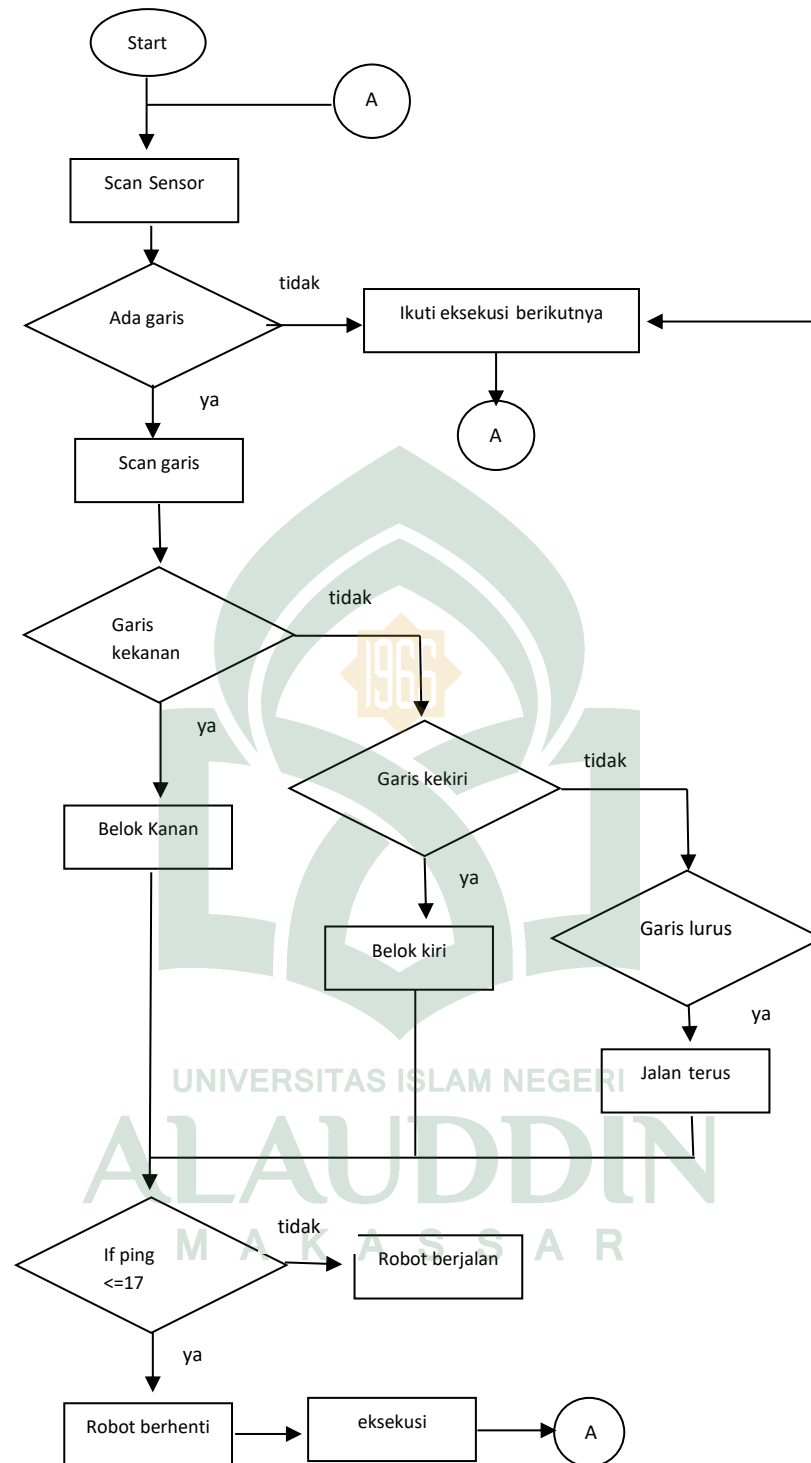 Start
A
Scan Sensor
tidak
Ada garis
Ikuti eksekusi berikutnya
ya
A
Scan garis
tidak
Garis
kekanan
1965
ya
tidak
Garis kekiri
Belok Kanan
ya
Garis lurus
Belok kiri
ya
Jalan terus
UNIVERSITAS ISLAM NEGERI
ALAUDDIN
MAKASSAR
tidak
If ping
<=17
Robot berjalan
ya
Robot berhenti
eksekusi
A